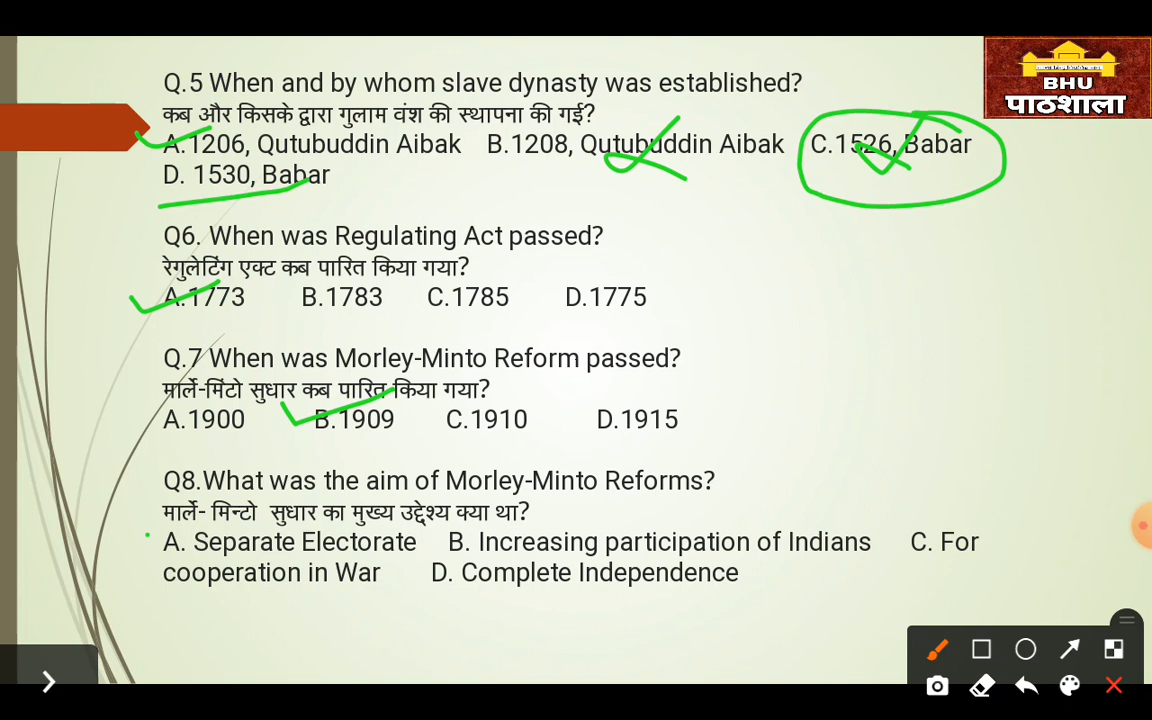 BHU
पाठशाला
Q.5 When and by whom slave dynasty was established?
कब और किसके द्वारा गुलाम वंश की स्थापना की गई?
A.1206, Qutubuddin Aibak B.1208, Qutubuddin Aibak C.1526, Babar
D. 1530, Babar
Q6. When was Regulating Act passed?
रेगुलेटिंग एक्ट कब पारित किया गया?
A.1773 B.1783 C.1785 D.1775
Q.7 When was Morley-Minto Reform passed?
मार्ले-मिंटो सुधार कब पारित किया गया?
A.1900 B.1909 C.1910 D.1915
Q8.What was the aim of Morley-Minto Reforms?
मार्ले- मिन्टो सुधार का मुख्य उद्देश्य क्या था?
A. Separate Electorate B. Increasing participation of Indians C. For
cooperation in War D. Complete Independence